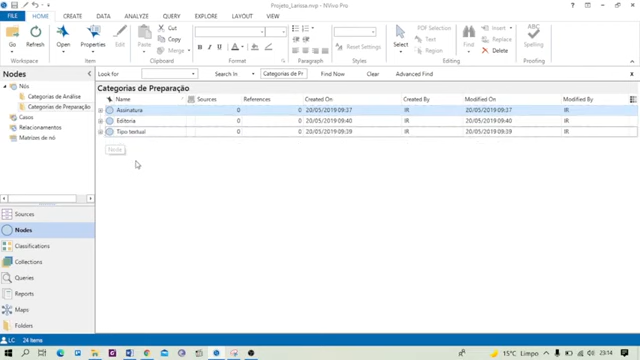 Projeto_Larissa.nvp - NVivo Pro
FILE HOME CREATE DATA ANALYZE QUERY EXPLORE LAYOUT VIEW
Go Refresh Open Properties Edit Paste Cut Copy Merge
Workspace Item Clipboard Format Paragraph Styles Editing Proofing
B I U
Reset Settings
Select
PDF Selection
Text
Region
Find
Insert
Replace
Delete
Spelling
Nodes
Look for Search In Categorias de Pr Find Now Clear Advanced Find
Nós
Categorias de Análise
Categorias de Preparação
Casos
Relacionamentos
Matrizes de nó
Categorias de Preparação
Name Sources References Created On Created By Modified On Modified By
Assinatura 0 0 20/05/2019 09:37 IR 20/05/2019 09:37 IR
Editoria 0 0 20/05/2019 09:40 IR 20/05/2019 09:40 IR
Tipo textual 0 0 20/05/2019 09:39 IR 20/05/2019 09:39 IR
Node
Sources
Nodes
Classifications
Collections
Queries
Reports
Maps
Folders
LC 24 Items
15°C Limpo 23:14